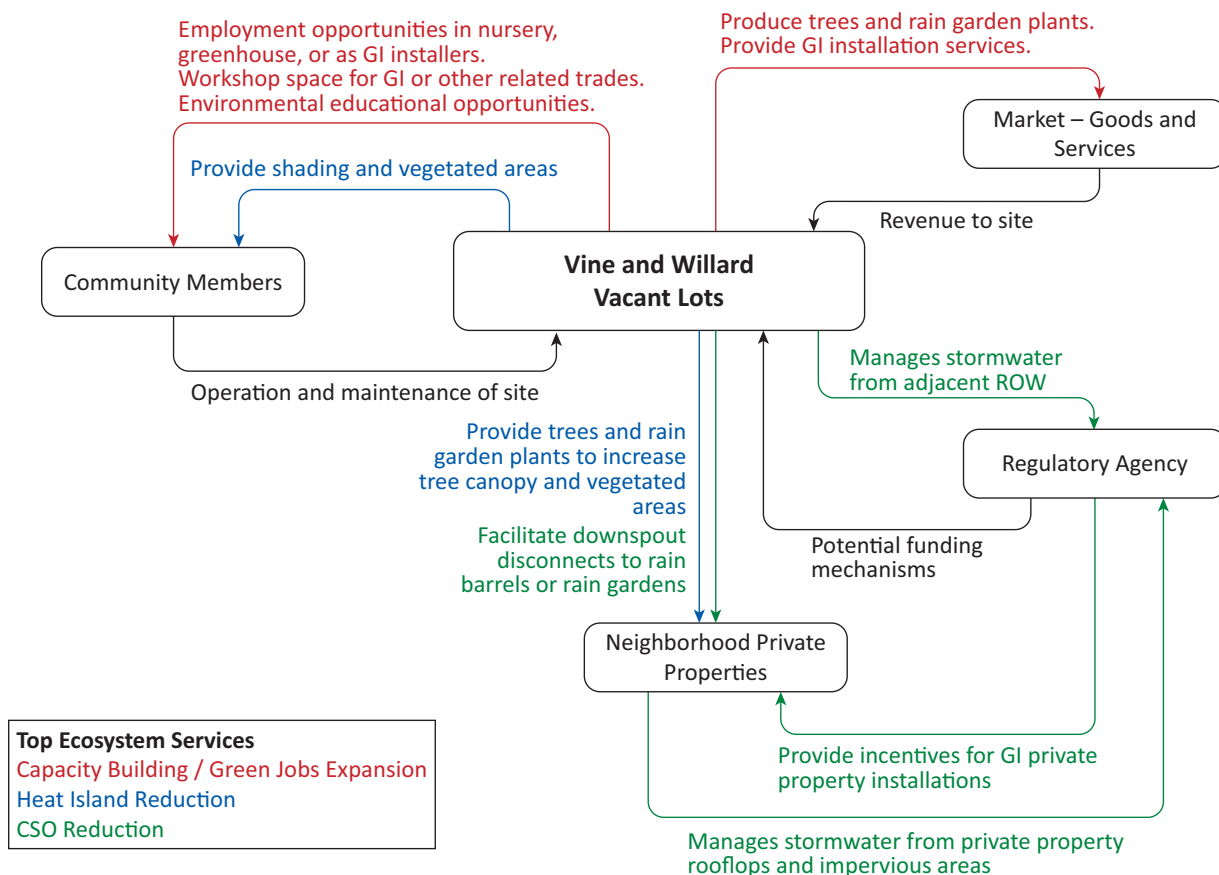 Employment opportunities in nursery,
greenhouse, or as GI installers.
Workshop space for GI or other related trades.
Environmental educational opportunities.
Produce trees and rain garden plants.
Provide GI installation services.
Market – Goods and
Services
Provide shading and vegetated areas
Revenue to site
Vine and Willard
Vacant Lots
Community Members
Operation and maintenance of site
Manages stormwater
from adjacent ROW
Provide trees and rain
garden plants to increase
tree canopy and vegetated
areas
Regulatory Agency
Facilitate downspout
disconnects to rain
barrels or rain gardens
Potential funding
mechanisms
Neighborhood Private
Properties
Top Ecosystem Services
Capacity Building / Green Jobs Expansion
Heat Island Reduction
CSO Reduction
Provide incentives for GI private
property installations
Manages stormwater from private property
rooflops and impervious areas